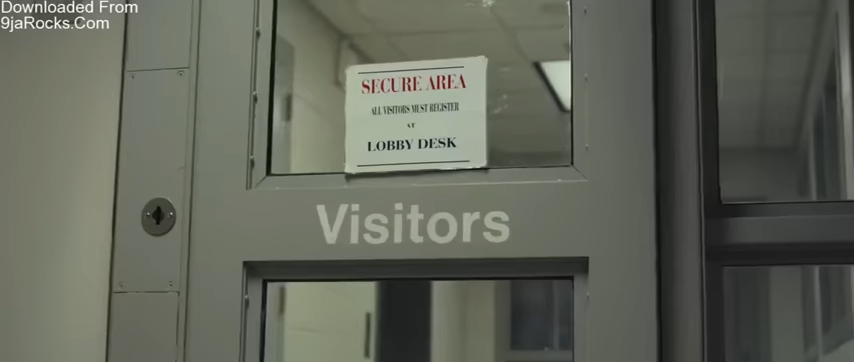 Downloaded From
9jaRocks.Com
SECURE AREA
ALL VISITORS MUST REGISTER
AT
LOBBY DESK
Visitors